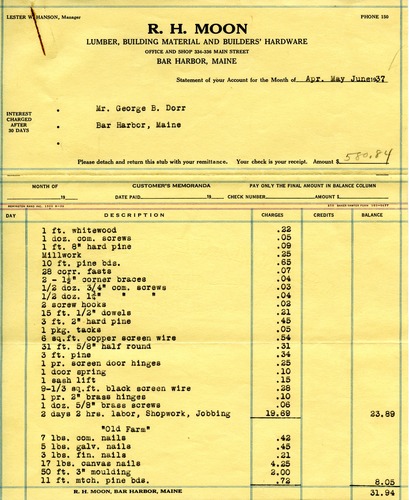 LESTER W. HANSON, Manager
PHONE 150
R. H. MOON
LUMBER, BUILDING MATERIAL AND BUILDERS' HARDWARE
OFFICE AND SHOP 334-336 MAIN STREET
BAR HARBOR, MAINE
Statement of your Account for the Month of Apr. May June 1937
INTEREST CHARGED AFTER 30 DAYS
Mr. George B. Dorr
Bar Harbor, Maine
Please detach and return this stub with your remittance. Your check is your receipt. Amount $ 580.84
MONTH OF CUSTOMER'S MEMORANDA PAY ONLY THE FINAL AMOUNT IN BALANCE COLUMN
19 DATE PAID 19 CHECK NUMBER AMOUNT $
DAY DESCRIPTION CHARGES CREDITS BALANCE
1 ft. whitewood .22
1 doz. com. screws .05
1 ft. 8" hard pine .09
Millwork .25
10 ft. pine bds. .65
28 corr. fasts .07
2 - 1½" corner braces .04
1/2 doz. 3/4" com. screws .03
1/2 doz. 1¼" " " .04
2 screw hooks .02
15 ft. 1/2" dowels .21
3 ft. 2" hard pine .45
1 pkg. tacks .05
6 sq.ft. copper screen wire .54
31 ft. 5/8" half round .31
3 ft. pine .34
1 pr. screen door hinges .25
1 door spring .10
1 sash lift .15
9-1/3 sq.ft. black screen wire .28
1 pr. 2" brass hinges .10
1 doz. 5/8" brass screws .06
2 days 2 hrs. labor, Shopwork, Jobbing 19.69 23.89
"Old Farm"
7 lbs. com. nails .42
5 lbs. galv. nails .45
3 lbs. fin. nails .21
17 lbs. canvas nails 4.25
50 ft. 3" moulding 2.00
11 ft. mtch. pine bds. .72 8.05
R. H. MOON, BAR HARBOR, MAINE 31.94